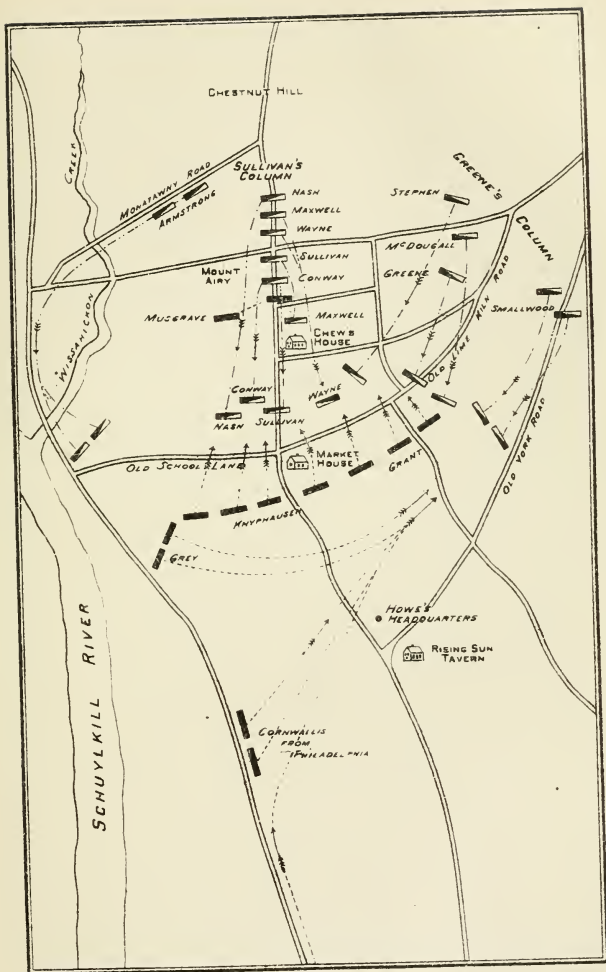 CHESTNUT HILL
CREEK
MONATAWNY ROAD
ARMSTRONG
SULLIVAN'S
COLUMN
NASH
MAXWELL
WAYNE
SULLIVAN
CONWAY
STEPHEN
GREENE'S
COLUMN
MCDOUGALL
GREENE
SMALLWOOD
MOUNT
AIRY
MUSGRAVE
MAXWELL
CHEW'S
HOUSE
OLD LIME KILN ROAD
WISSAHICKON
CONWAY
NASH
SULLIVAN
WAYNE
OLD YORK ROAD
OLD SCHOOL LANE
MARKET
HOUSE
GRANT
KNYPHAUSEN
GREY
HOWE'S
HEADQUARTERS
RISING SUN
TAVERN
SCHUYLKILL RIVER
CORNWALLIS
FROM
PHILADELPHIA